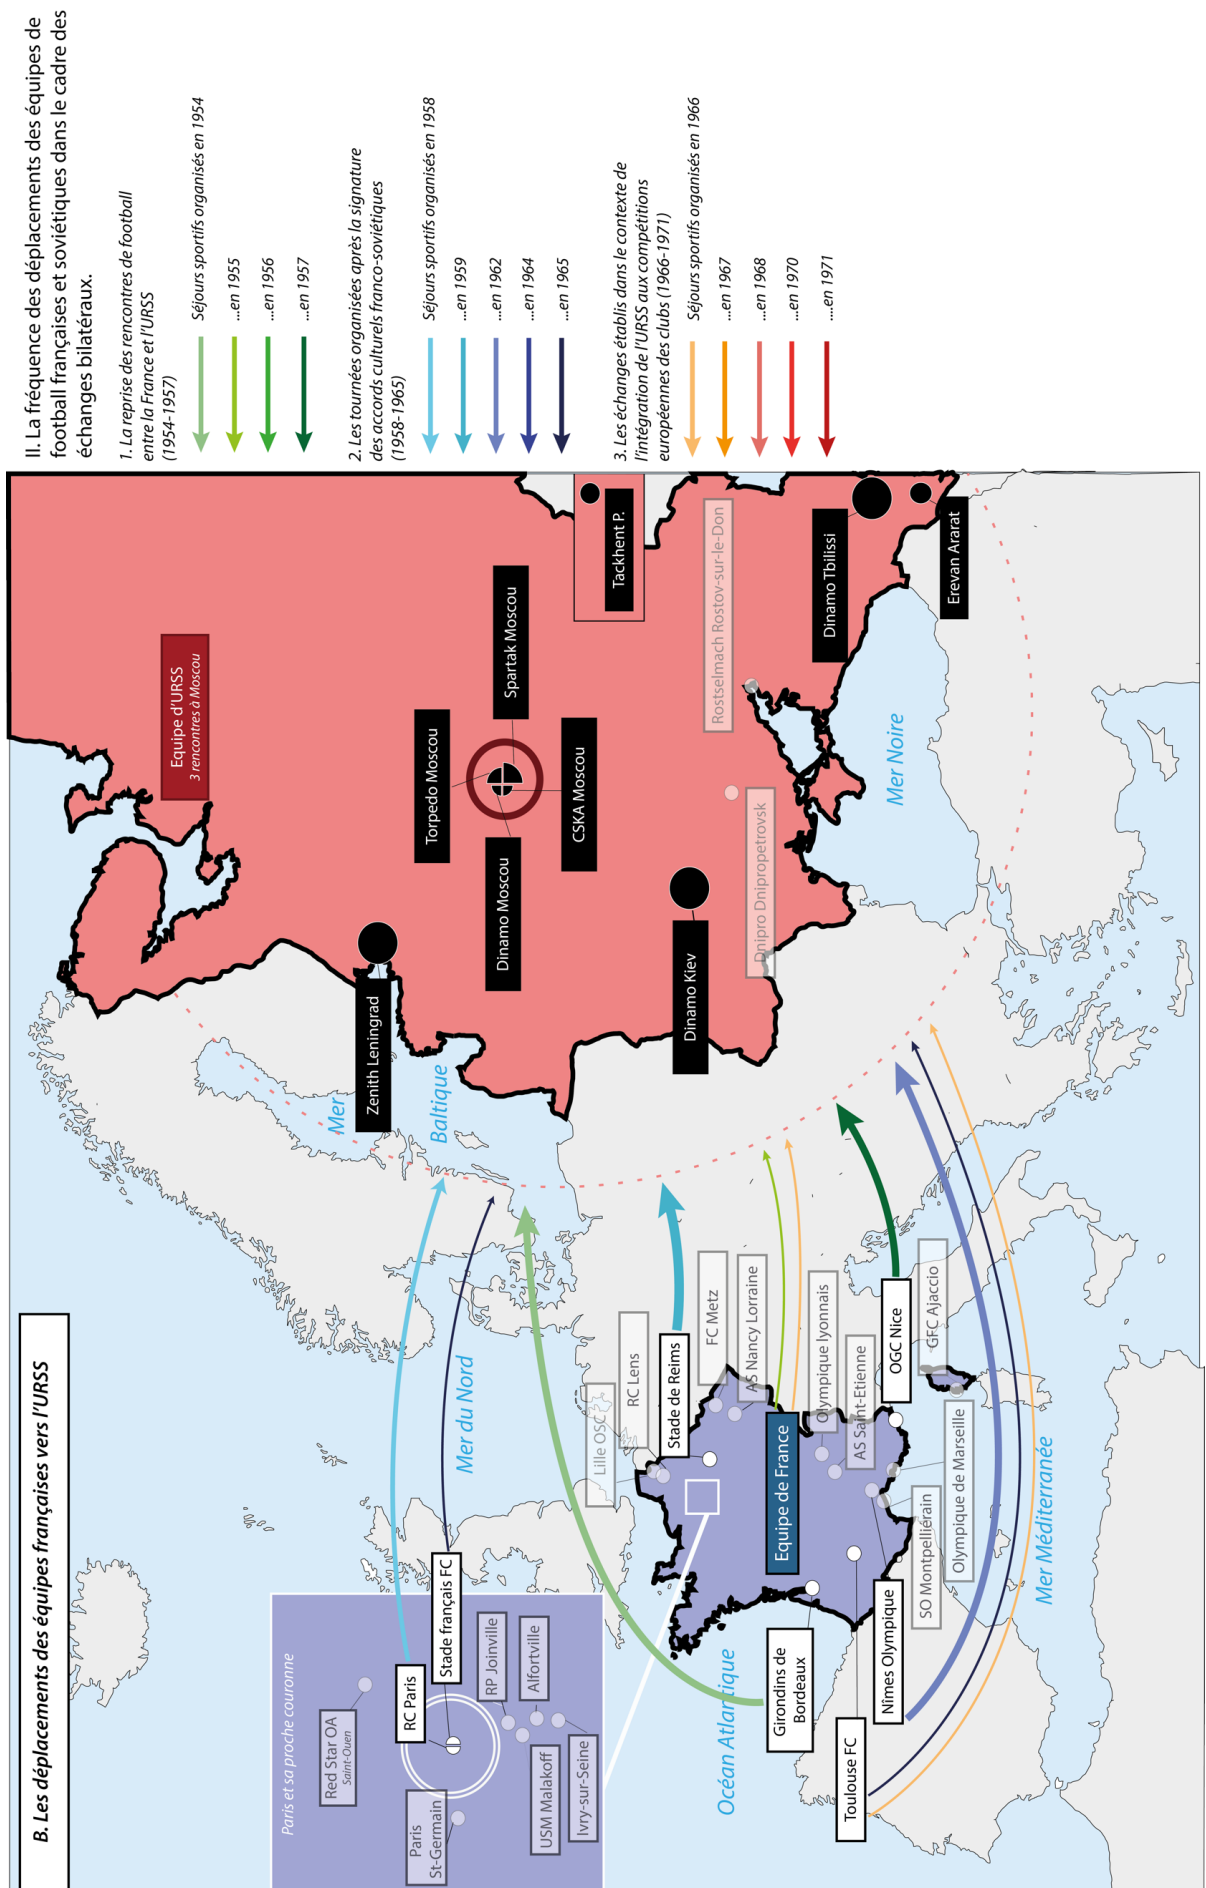 B. Les déplacements des équipes françaises vers l'URSS
II. La fréquence des déplacements des équipes de
football françaises et soviétiques dans le cadre des
échanges bilatéraux.
1. La reprise des rencontres de football
entre la France et l'URSS
(1954-1957)
Séjours sportifs organisés en 1954
...en 1955
...en 1956
...en 1957
2. Les tournées organisées après la signature
des accords culturels franco-soviétiques
(1958-1965)
Séjours sportifs organisés en 1958
...en 1959
...en 1962
...en 1964
...en 1965
3. Les échanges établis dans le contexte de
l'intégration de l'URSS aux compétitions
européennes des clubs (1966-1971)
Séjours sportifs organisés en 1966
...en 1967
...en 1968
...en 1970
....en 1971
Paris et sa proche couronne
Red Star OA
Saint-Ouen
RC Paris
Stade français FC
Paris
St-Germain
RP Joinville
Alfortville
USM Malakoff
Ivry-sur-Seine
Mer du Nord
Mer
Baltique
Océan Atlantique
Mer Méditerranée
Mer Noire
Lille OSC
RC Lens
Stade de Reims
FC Metz
AS Nancy Lorraine
Equipe de France
Olympique lyonnais
AS Saint-Etienne
OGC Nice
GFC Ajaccio
Girondins de
Bordeaux
Toulouse FC
Nîmes Olympique
SO Montpelliérain
Olympique de Marseille
Equipe d'URSS
3 rencontres à Moscou
Zenith Leningrad
Torpedo Moscou
Spartak Moscou
Dinamo Moscou
CSKA Moscou
Tackhent P.
Dinamo Kiev
Rostselmach Rostov-sur-le-Don
Dnipro Dnipropetrovsk
Dinamo Tbilissi
Erevan Ararat